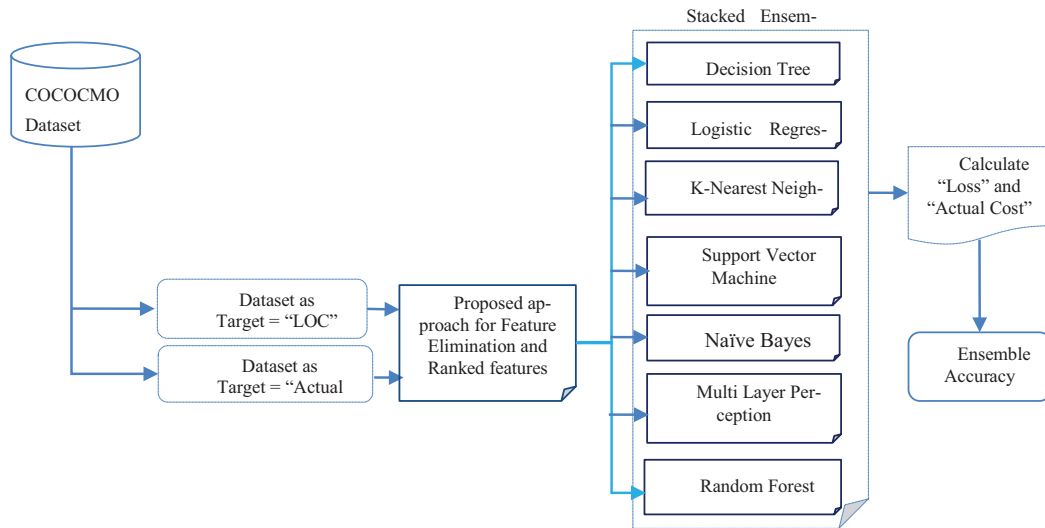 Stacked Ensem-
COCOCMO
Dataset
Dataset as
Target = “LOC”
Dataset as
Target = “Actual
Proposed ap-
proach for Feature
Elimination and
Ranked features
Decision Tree
Logistic Regres-
K-Nearest Neigh-
Support Vector
Machine
Naïve Bayes
Multi Layer Per-
ception
Random Forest
Calculate
“Loss” and
“Actual Cost”
Ensemble
Accuracy